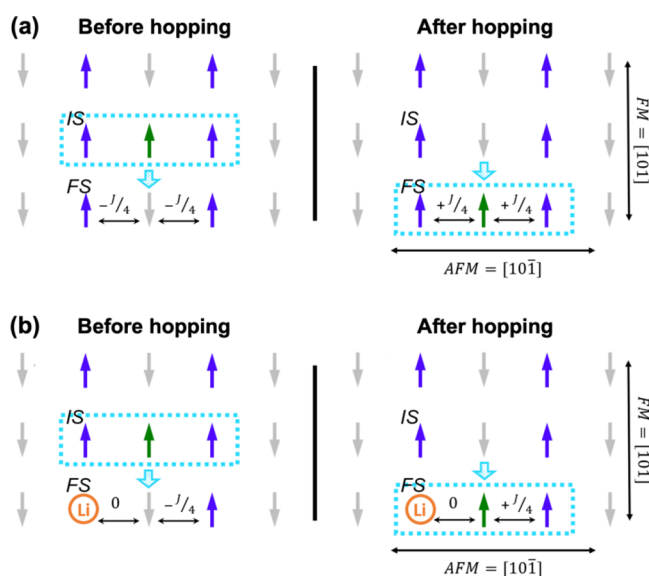 (a)
Before hopping
After hopping
IS
IS
FS
FS
−J/4
−J/4
+J/4
+J/4
FM = [101]
AFM = [101̅]
(b)
Before hopping
After hopping
IS
IS
FS
FS
Li
0
−J/4
Li
0
+J/4
FM = [101]
AFM = [101̅]